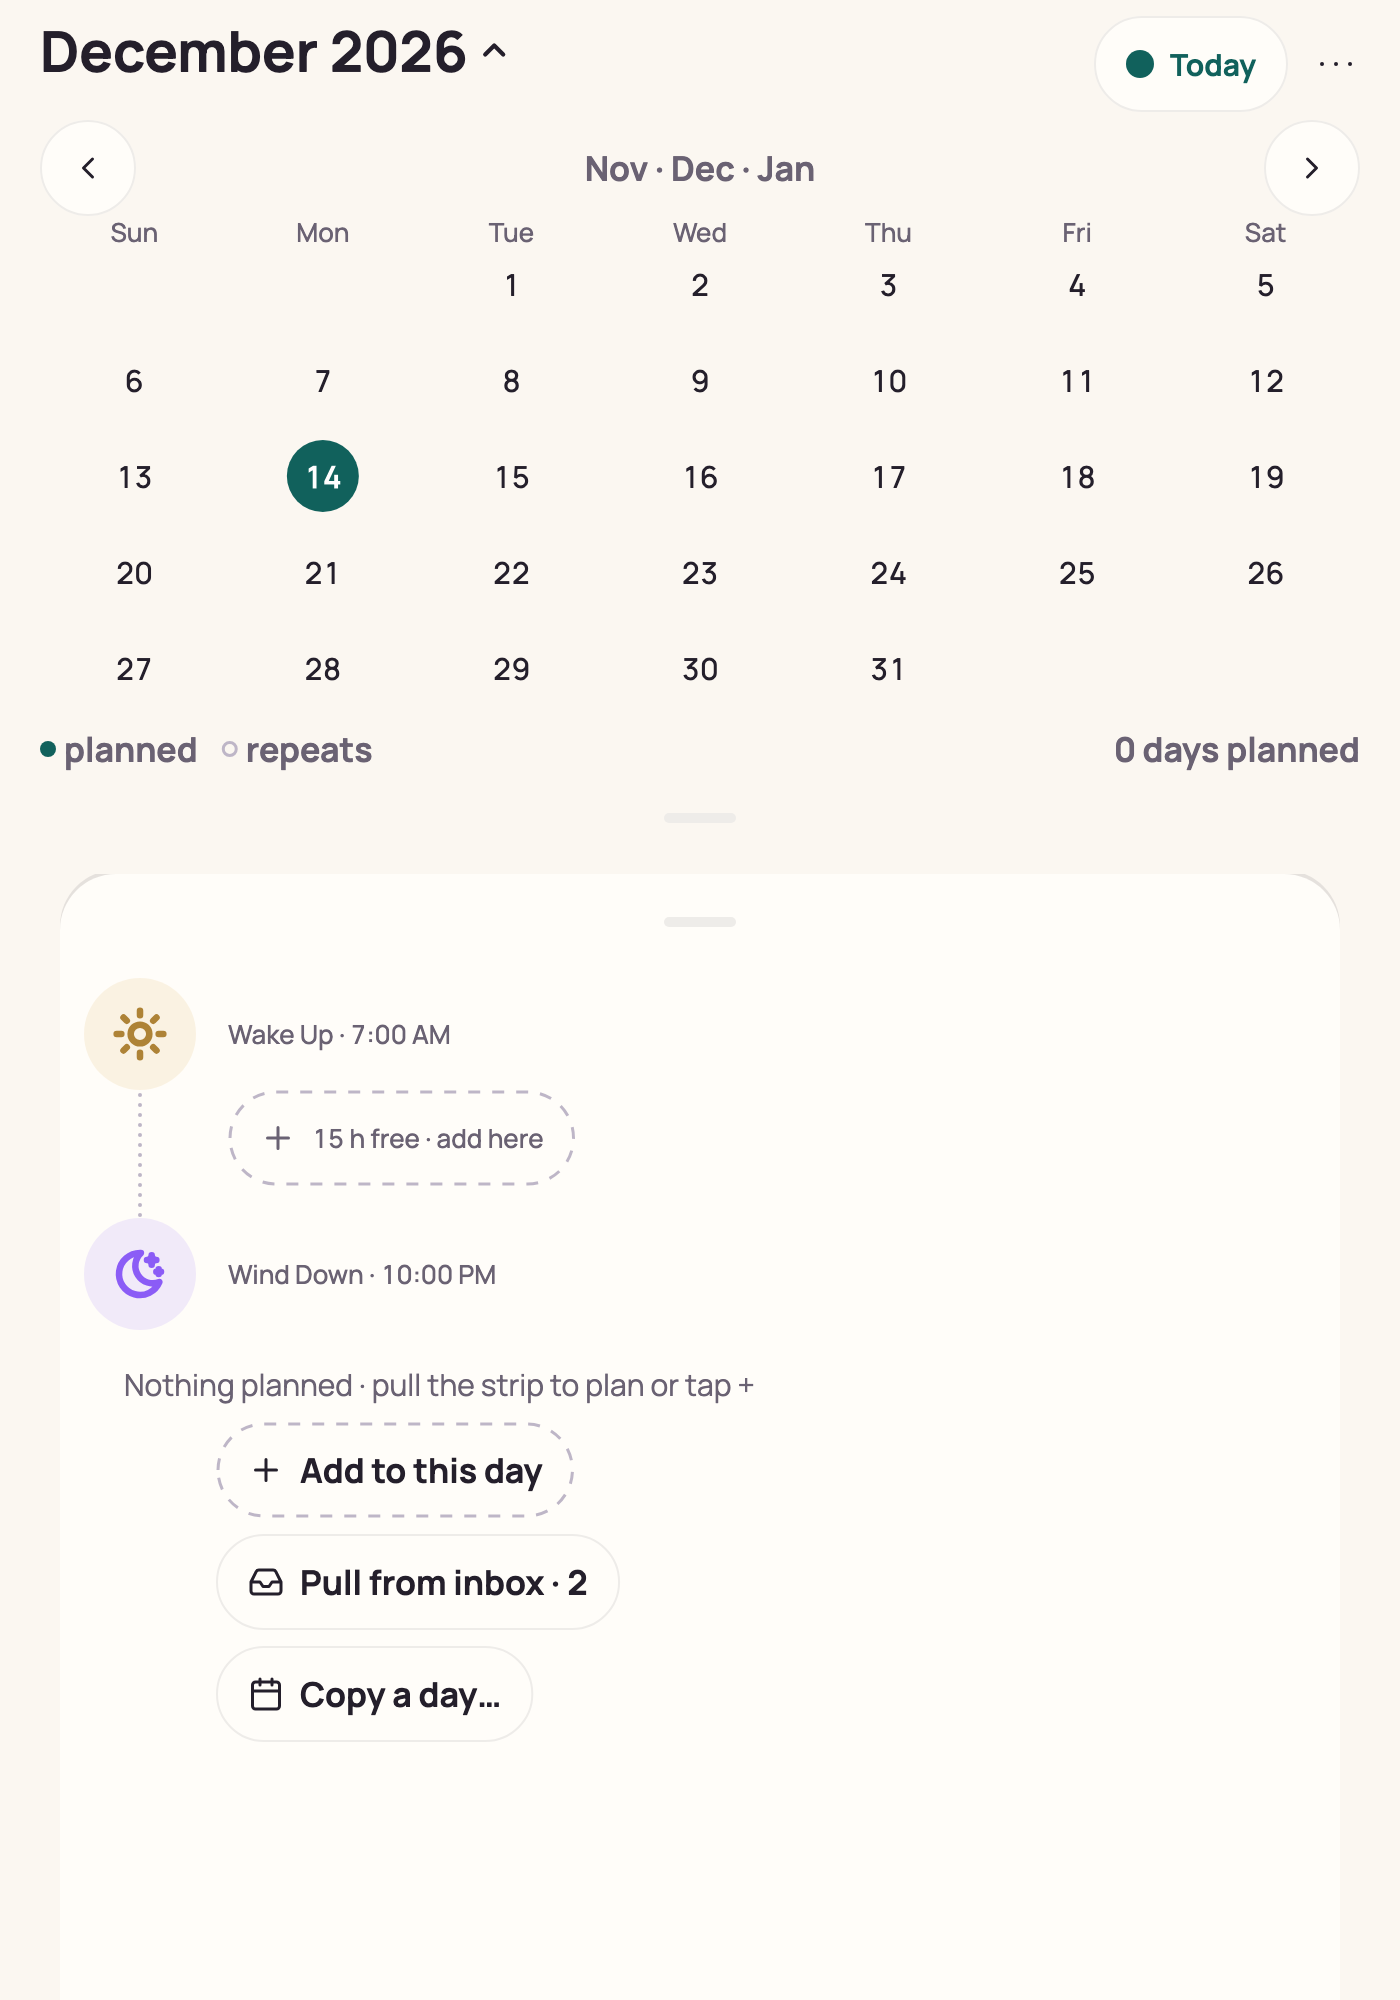 December 2026
Today
Nov · Dec · Jan
Sun Mon Tue Wed Thu Fri Sat
1 2 3 4 5
6 7 8 9 10 11 12
13 14 15 16 17 18 19
20 21 22 23 24 25 26
27 28 29 30 31
planned repeats 0 days planned
Wake Up · 7:00 AM
+ 15 h free · add here
Wind Down · 10:00 PM
Nothing planned · pull the strip to plan or tap +
+ Add to this day
Pull from inbox · 2
Copy a day...